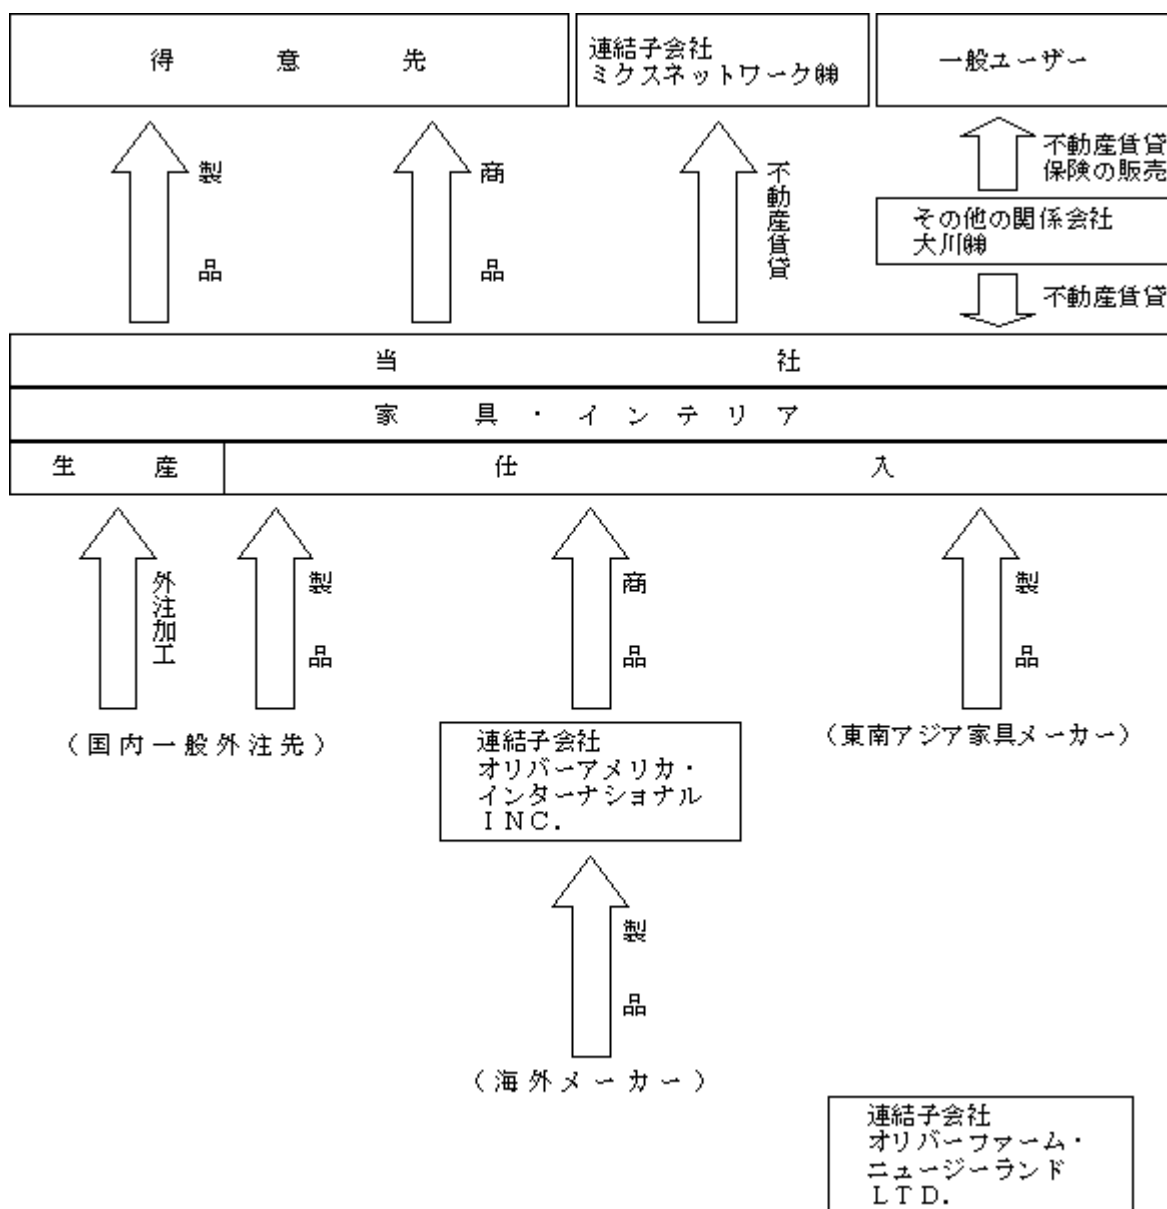 得意先
連結子会社
ミクスネットワーク㈱
一般ユーザー
製品
商品
不動産賃貸
不動産賃貸
保険の販売
その他の関係会社
大川㈱
不動産賃貸
当社
家具・インテリア
生産
仕入
外注加工
製品
商品
製品
(国内一般外注先)
(東南アジア家具メーカー)
連結子会社
オリバーアメリカ・
インターナショナル
ＩＮＣ.
製品
(海外メーカー)
連結子会社
オリバーファーム・
ニュージーランド
ＬＴＤ.